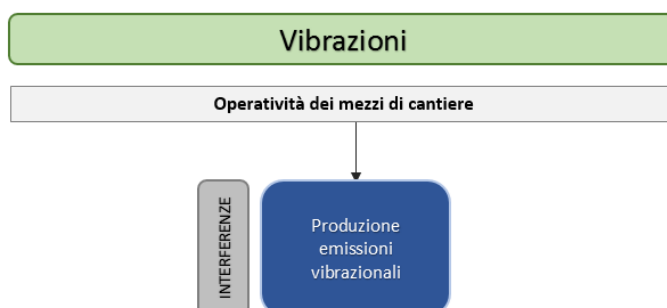 Vibrazioni
Operatività dei mezzi di cantiere
INTERFERENZE
Produzione
emissioni
vibrazionali